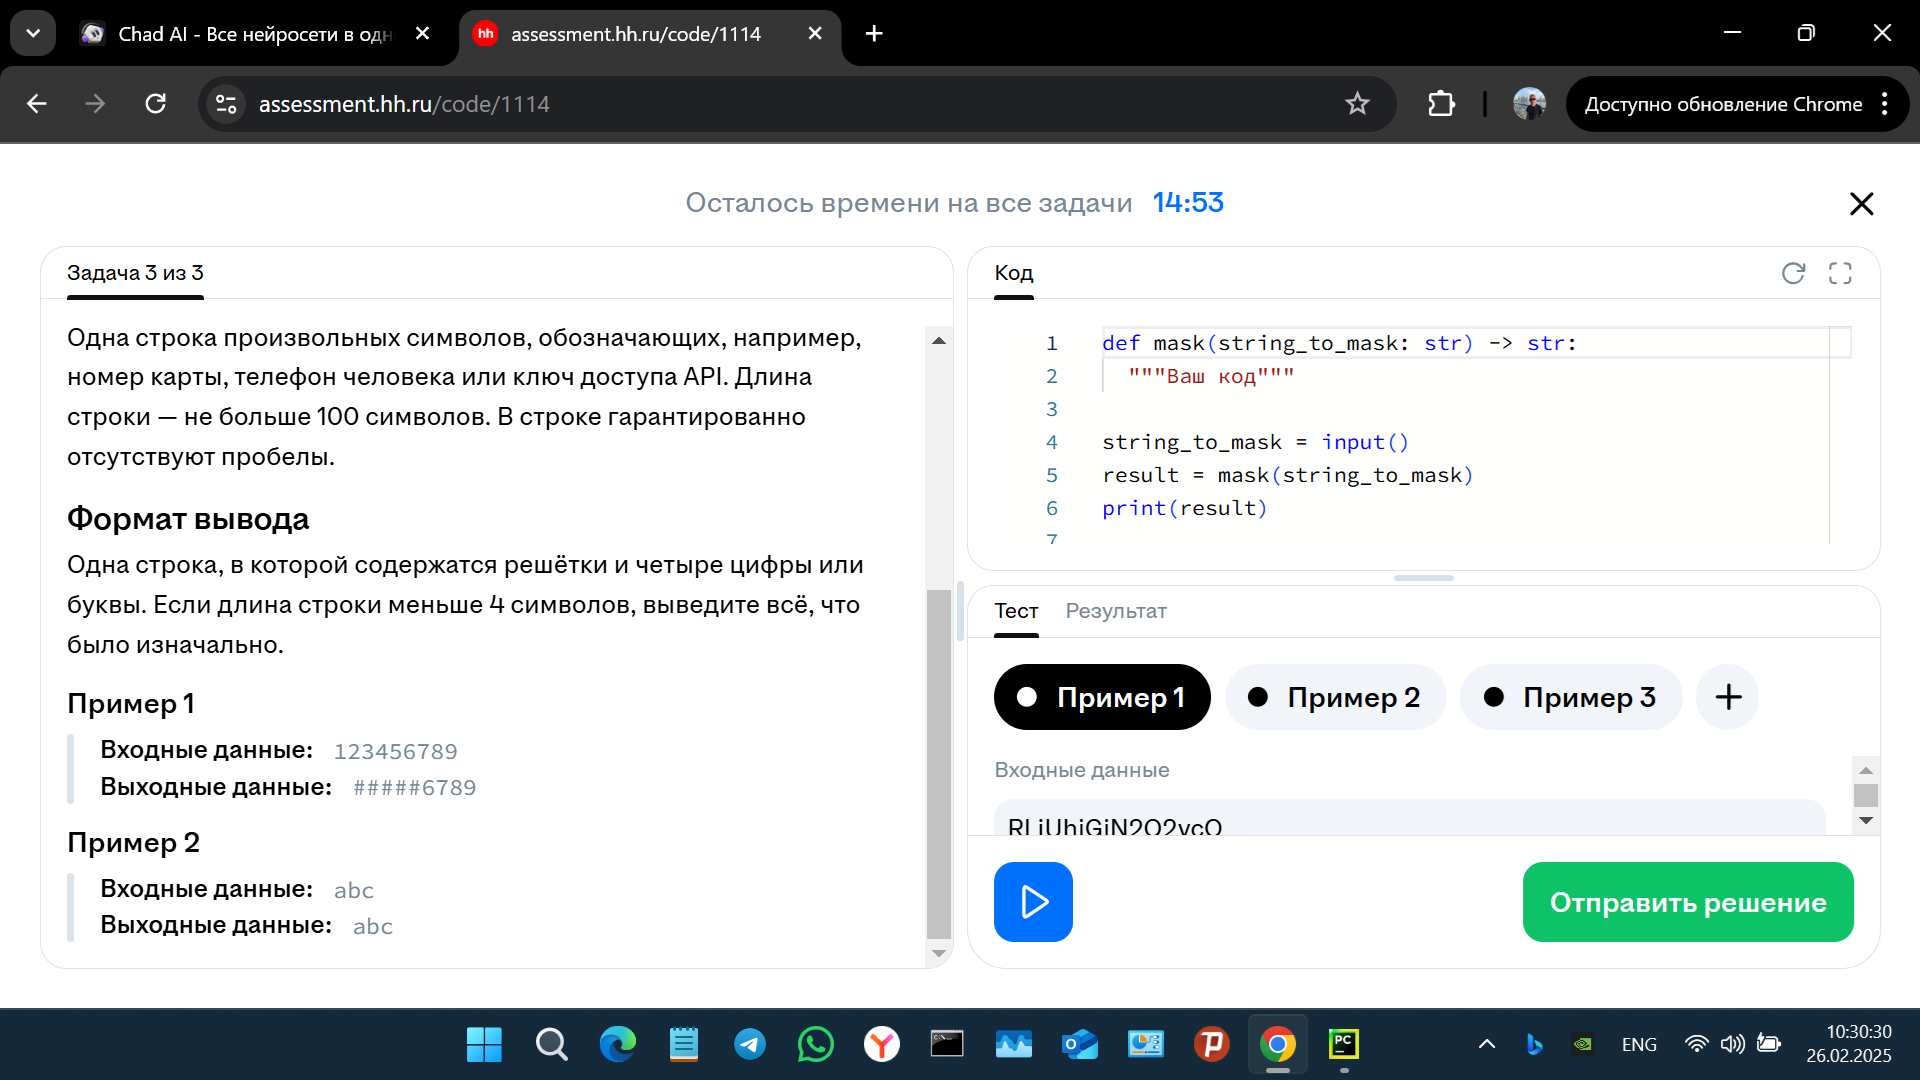 Chad AI - Все нейросети в одн
assessment.hh.ru/code/1114
assessment.hh.ru/code/1114
Доступно обновление Chrome
Осталось времени на все задачи 14:53
Задача 3 из 3
Одна строка произвольных символов, обозначающих, например,
номер карты, телефон человека или ключ доступа API. Длина
строки — не больше 100 символов. В строке гарантированно
отсутствуют пробелы.
Формат вывода
Одна строка, в которой содержатся решётки и четыре цифры или
буквы. Если длина строки меньше 4 символов, выведите всё, что
было изначально.
Пример 1
Входные данные: 123456789
Выходные данные: #####6789
Пример 2
Входные данные: abc
Выходные данные: abc
Код
1 def mask(string_to_mask: str) -> str:
2 """Ваш код"""
3
4 string_to_mask = input()
5 result = mask(string_to_mask)
6 print(result)
7
Тест Результат
Пример 1 Пример 2 Пример 3
Входные данные
Отправить решение
ENG
10:30:30
26.02.2025